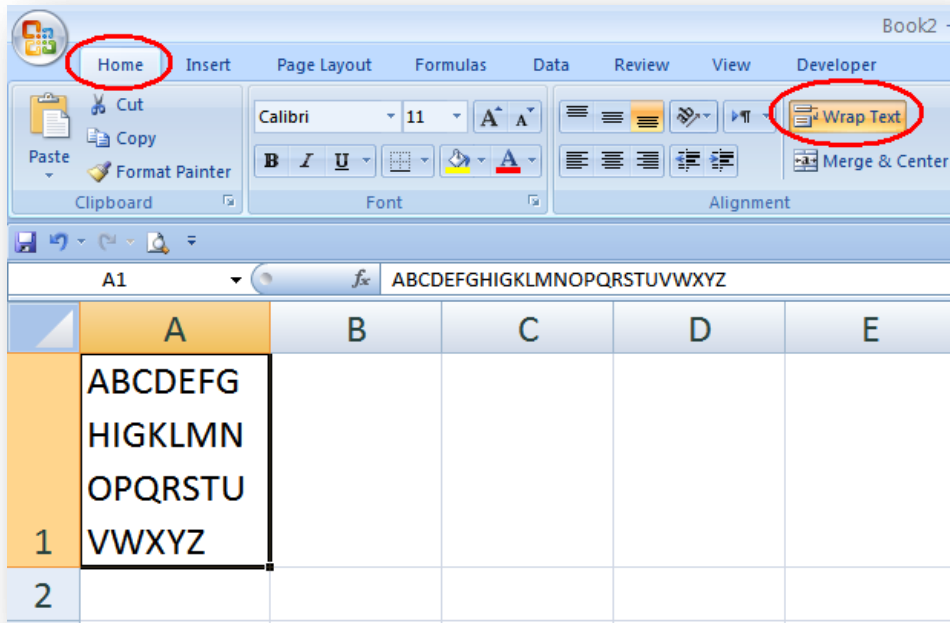 Book2 -
Home Insert Page Layout Formulas Data Review View Developer
Cut
Copy
Paste
Format Painter
Clipboard
Calibri 11 A A
B I U A
Font
Wrap Text
Merge & Center
Alignment
A1 fx ABCDEFGHIGKLMNOPQRSTUVWXYZ
A B C D E
ABCDEFG
HIGKLMN
OPQRSTU
1 VWXYZ
2